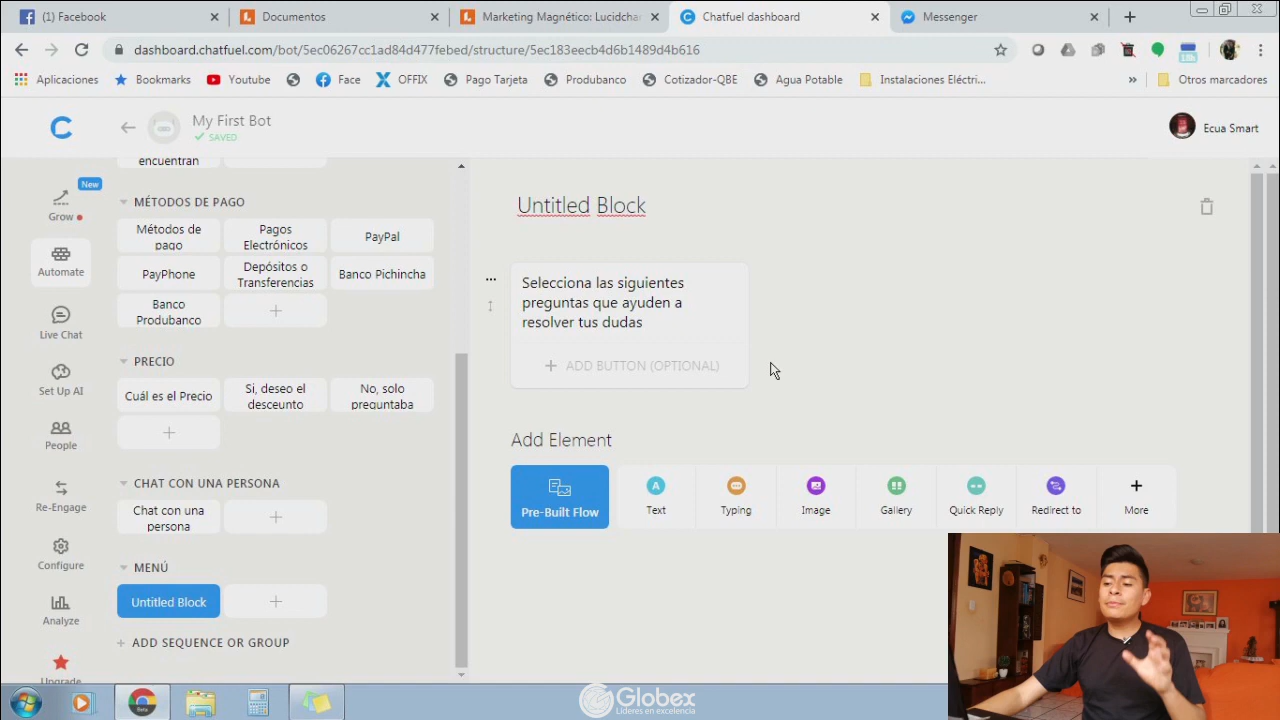 (1) Facebook
Documentos
Marketing Magnético: Lucidchar
Chatfuel dashboard
Messenger
dashboard.chatfuel.com/bot/5ec06267cc1ad84d477febed/structure/5ec183eecb4d6b1489d4b616
Aplicaciones
Bookmarks
Youtube
Face
OFFIX
Pago Tarjeta
Produbanco
Cotizador-QBE
Agua Potable
Instalaciones Eléctri...
»
Otros marcadores
My First Bot
SAVED
Ecua Smart
New
Grow
Automate
Live Chat
Set Up AI
People
Re-Engage
Configure
Analyze
Upgrade
encuentran
MÉTODOS DE PAGO
Métodos de
pago
Pagos
Electrónicos
PayPal
PayPhone
Depósitos o
Transferencias
Banco Pichincha
Banco
Produbanco
PRECIO
Cuál es el Precio
Si, deseo el
desceunto
No, solo
preguntaba
CHAT CON UNA PERSONA
Chat con una
persona
MENÚ
Untitled Block
+ ADD SEQUENCE OR GROUP
Untitled Block
Selecciona las siguientes
preguntas que ayuden a
resolver tus dudas
+ ADD BUTTON (OPTIONAL)
Add Element
Pre-Built Flow
Text
Typing
Image
Gallery
Quick Reply
Redirect to
More
Globex
Líderes en excelencia